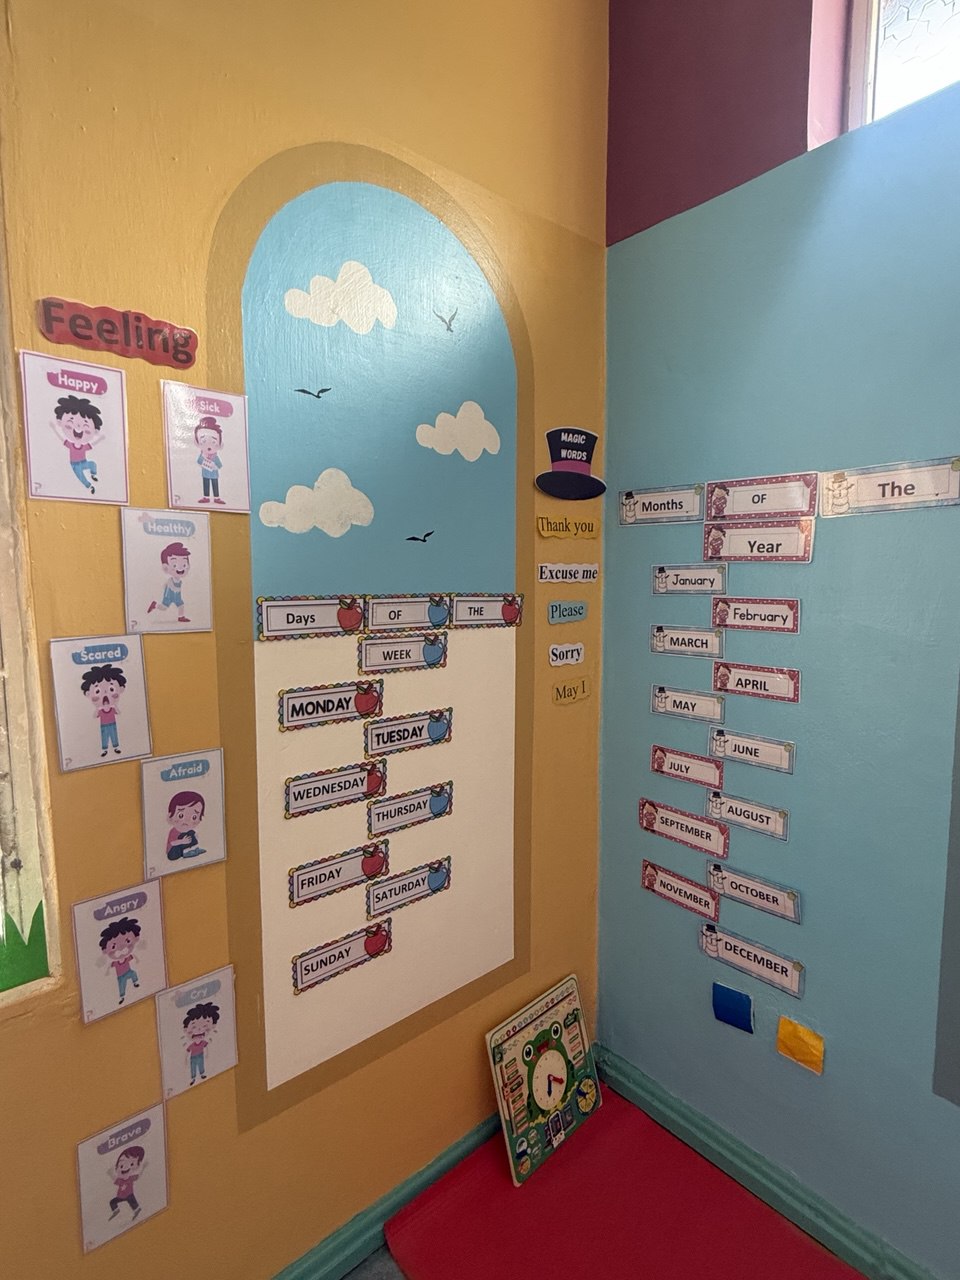 Feeling
Happy
Sick
Healthy
Scared
Afraid
Angry
Cry
Brave
Days OF THE
WEEK
MONDAY
TUESDAY
WEDNESDAY
THURSDAY
FRIDAY
SATURDAY
SUNDAY
MAGIC
WORDS
Thank you
Excuse me
Please
Sorry
May I
Months OF The
Year
January
February
MARCH
APRIL
MAY
JUNE
JULY
AUGUST
SEPTEMBER
OCTOBER
NOVEMBER
DECEMBER